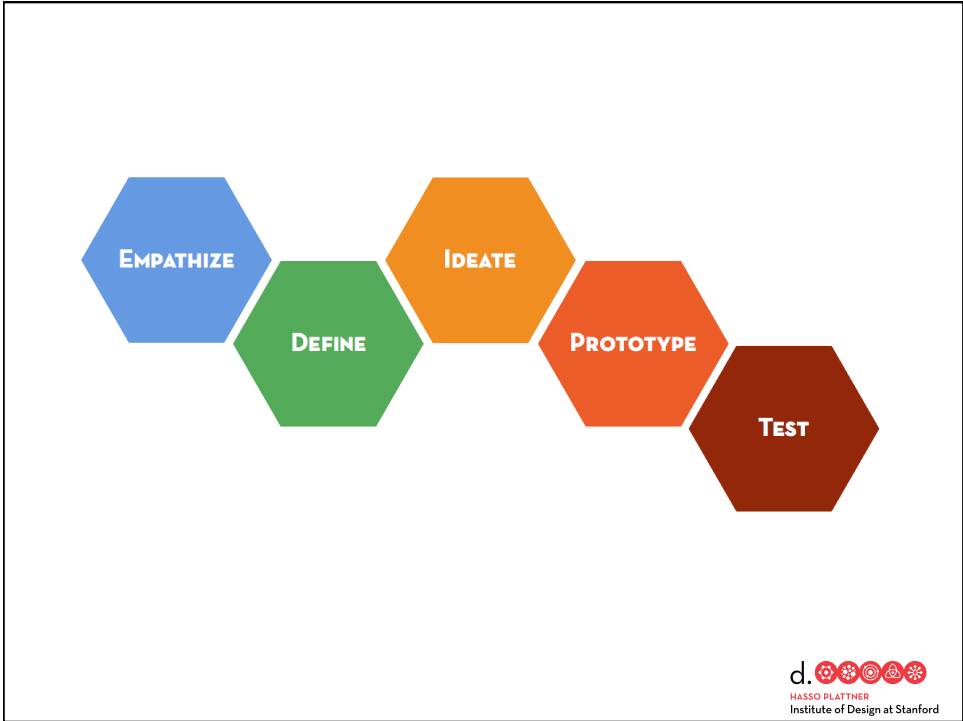 EMPATHIZE
DEFINE
IDEATE
PROTOTYPE
TEST
d.
HASSO PLATTNER
Institute of Design at Stanford